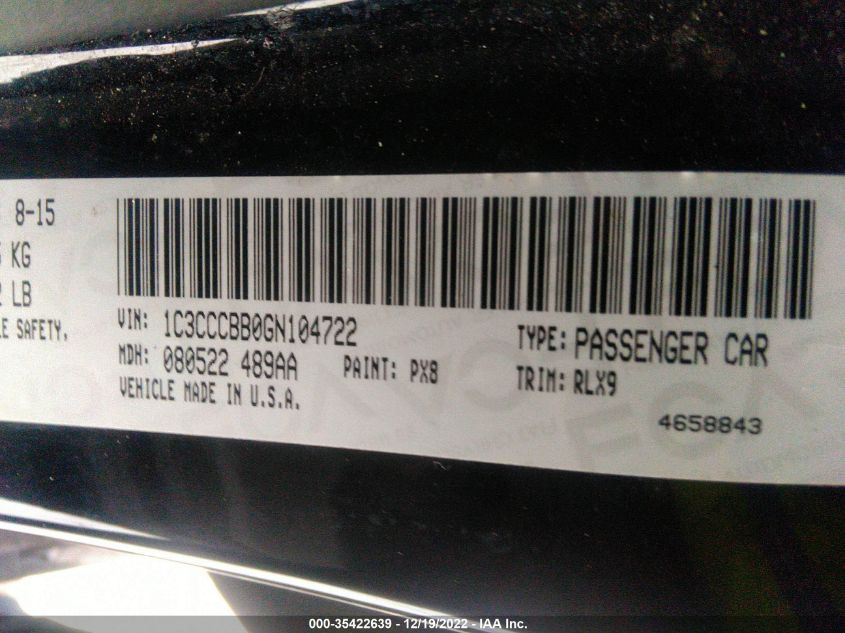 8-15
KG
LB
SAFETY.
VIN: 1C3CCCBB0GN104722
TYPE: PASSENGER CAR
MDH: 080522 489AA
PAINT: PX8
TRIM: RLX9
VEHICLE MADE IN U.S.A.
4658843
000-35422639 - 12/19/2022 - IAA Inc.